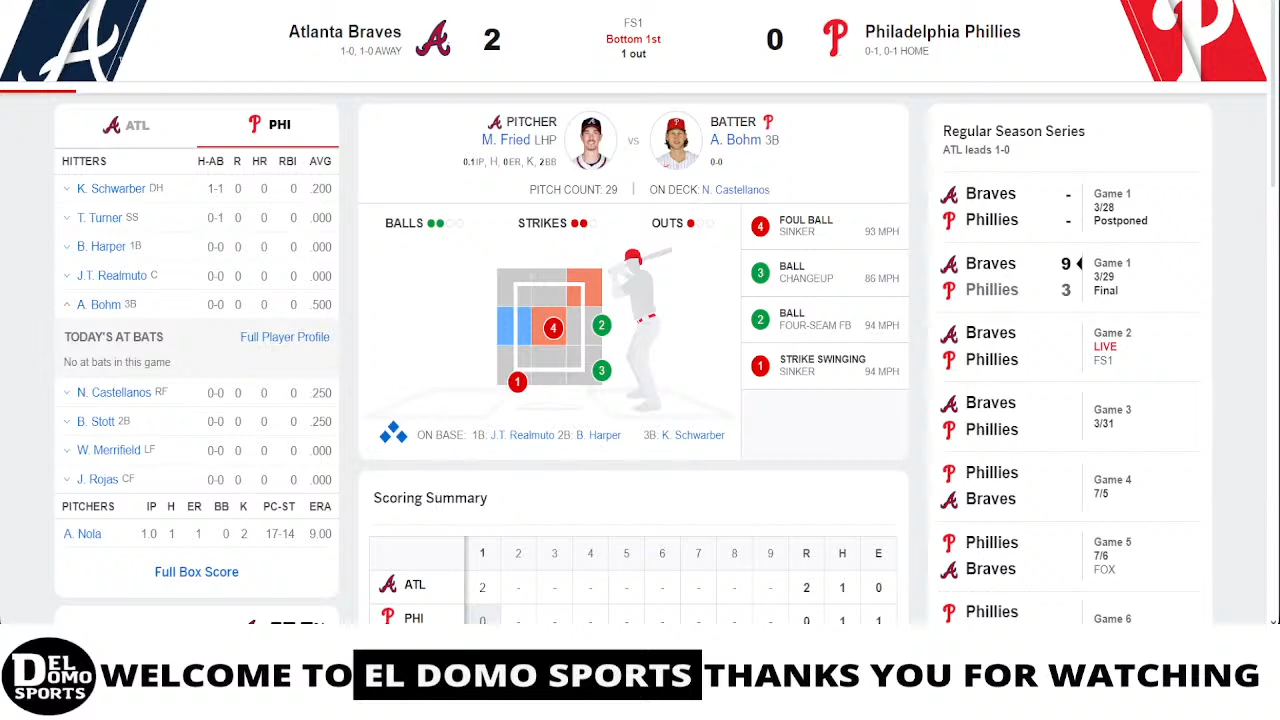 Atlanta Braves
1-0, 1-0 AWAY
2
FS1
Bottom 1st
1 out
0
Philadelphia Phillies
0-1, 0-1 HOME
ATL
PHI
HITTERS H-AB R HR RBI AVG
K. Schwarber DH 1-1 0 0 0 .200
T. Turner SS 0-1 0 0 0 .000
B. Harper 1B 0-0 0 0 0 .000
J.T. Realmuto C 0-0 0 0 0 .000
A. Bohm 3B 0-0 0 0 0 .500
TODAY'S AT BATS Full Player Profile
No at bats in this game
N. Castellanos RF 0-0 0 0 0 .250
B. Stott 2B 0-0 0 0 0 .250
W. Merrifield LF 0-0 0 0 0 .000
J. Rojas CF 0-0 0 0 0 .000
PITCHERS IP H ER BB K PC-ST ERA
A. Nola 1.0 1 1 0 2 17-14 9.00
Full Box Score
PITCHER
M. Fried LHP
0.1IP, H, 0ER, K, 2BB
VS
BATTER
A. Bohm 3B
0-0
PITCH COUNT: 29 ON DECK: N. Castellanos
BALLS STRIKES OUTS
4
2
3
1
ON BASE: 1B: J.T. Realmuto 2B: B. Harper 3B: K. Schwarber
4 FOUL BALL
SINKER 93 MPH
3 BALL
CHANGEUP 86 MPH
2 BALL
FOUR-SEAM FB 94 MPH
1 STRIKE SWINGING
SINKER 94 MPH
Scoring Summary
1 2 3 4 5 6 7 8 9 R H E
ATL 2 - - - - - - - - 2 1 0
PHI 0 - - - - - - - - 0 1 1
Regular Season Series
ATL leads 1-0
Braves - Game 1
3/28
Phillies - Postponed
Braves 9 Game 1
3/29
Phillies 3 Final
Braves Game 2
LIVE
Phillies FS1
Braves Game 3
Phillies 3/31
Phillies Game 4
Braves 7/5
Phillies Game 5
7/6
Braves FOX
Phillies Game 6
DEL DOMO SPORTS
WELCOME TO EL DOMO SPORTS THANKS YOU FOR WATCHING